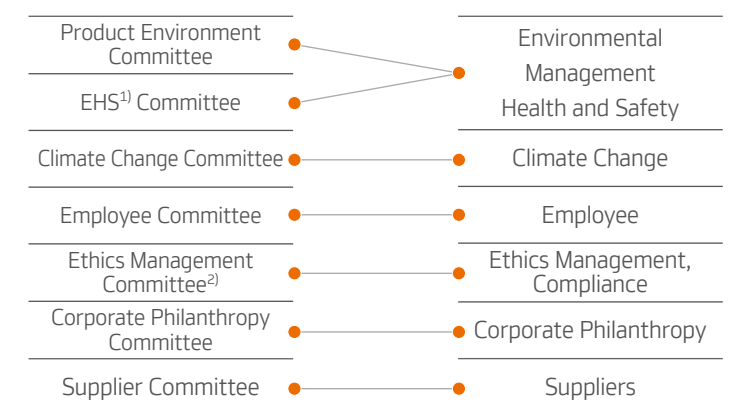 Product Environment
Committee
EHS1) Committee
Climate Change Committee
Employee Committee
Ethics Management
Committee2)
Corporate Philanthropy
Committee
Supplier Committee
Environmental
Management
Health and Safety
Climate Change
Employee
Ethics Management,
Compliance
Corporate Philanthropy
Suppliers